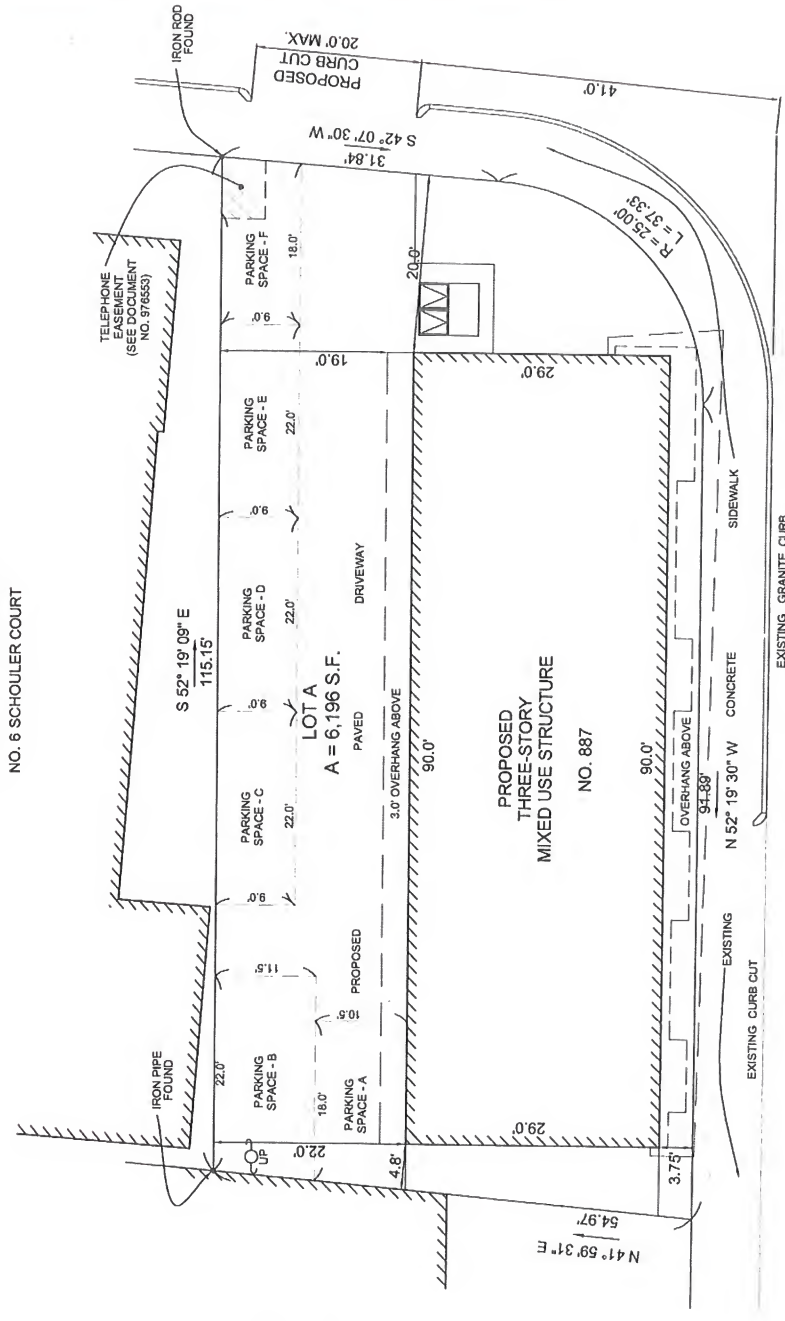 NO. 6 SCHOULER COURT
IRON ROD
FOUND
TELEPHONE
EASEMENT
(SEE DOCUMENT
NO. 976553)
PROPOSED
CURB CUT
20.0' MAX.
41.0'
S 42° 07' 30" W
31.84'
R = 25.00'
L = 37.33'
S 52° 19' 09" E
115.15'
IRON PIPE
FOUND
22.0'
PARKING
SPACE - B
11.5'
9.0'
PARKING
SPACE - C
22.0'
9.0'
PARKING
SPACE - D
22.0'
9.0'
PARKING
SPACE - E
22.0'
9.0'
PARKING
SPACE - F
18.0'
19.0'
20.0'
LOT A
A = 6,196 S.F.
UP
22.0'
18.0'
PARKING
SPACE - A
10.5'
PROPOSED
PAVED
DRIVEWAY
3.0' OVERHANG ABOVE
4.8'
90.0'
29.0'
PROPOSED
THREE-STORY
MIXED USE STRUCTURE
NO. 887
29.0'
90.0'
54.97'
N 41° 59' 31" E
3.75'
OVERHANG ABOVE
91.89'
N 52° 19' 30" W
EXISTING
CONCRETE
SIDEWALK
EXISTING CURB CUT
EXISTING GRANITE CURB